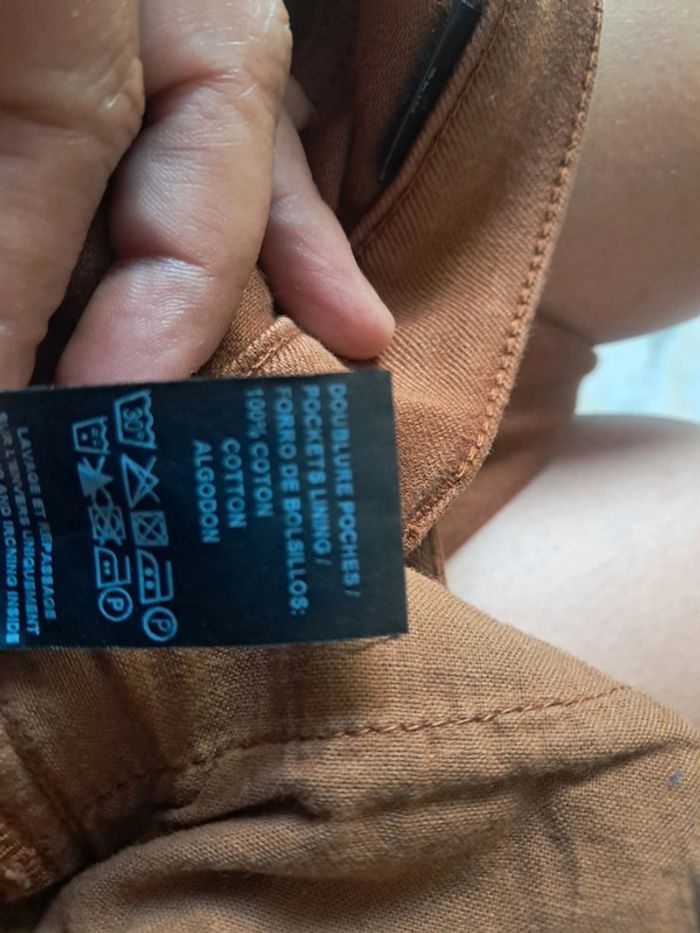 DOUBLURE POCHES /
POCKETS LINING /
FORRO DE BOLSILLOS:
100% COTON
COTTON
ALGODON
30°
P
P
LAVAGE ET REPASSAGE
SUR L'ENVERS UNIQUEMENT
AND IRONING INSIDE